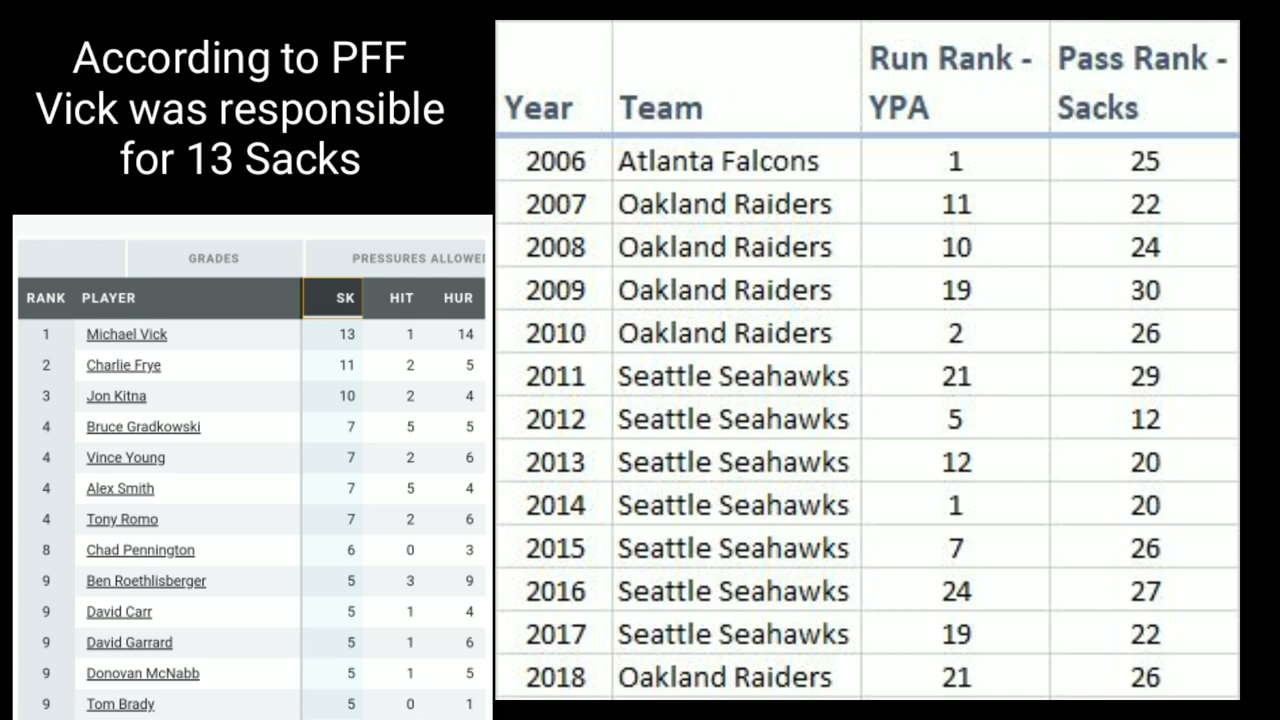 According to PFF
Vick was responsible
for 13 Sacks
GRADES PRESSURES ALLOWE
RANK PLAYER SK HIT HUR
1 Michael Vick 13 1 14
2 Charlie Frye 11 2 5
3 Jon Kitna 10 2 4
4 Bruce Gradkowski 7 5 5
4 Vince Young 7 2 6
4 Alex Smith 7 5 4
4 Tony Romo 7 2 6
8 Chad Pennington 6 0 3
9 Ben Roethlisberger 5 3 9
9 David Carr 5 1 4
9 David Garrard 5 1 6
9 Donovan McNabb 5 1 5
9 Tom Brady 5 0 1
Year Team Run Rank - YPA Pass Rank - Sacks
2006 Atlanta Falcons 1 25
2007 Oakland Raiders 11 22
2008 Oakland Raiders 10 24
2009 Oakland Raiders 19 30
2010 Oakland Raiders 2 26
2011 Seattle Seahawks 21 29
2012 Seattle Seahawks 5 12
2013 Seattle Seahawks 12 20
2014 Seattle Seahawks 1 20
2015 Seattle Seahawks 7 26
2016 Seattle Seahawks 24 27
2017 Seattle Seahawks 19 22
2018 Oakland Raiders 21 26